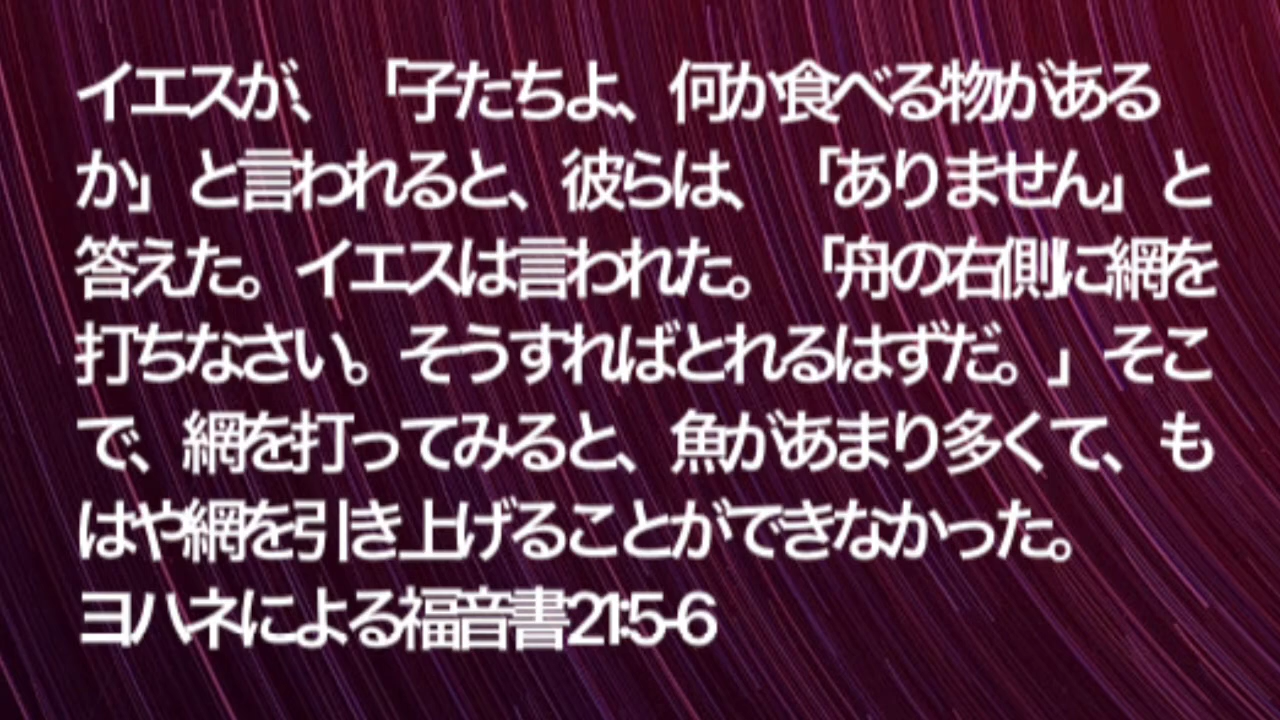 イエスが、「子たちよ、何か食べる物がある
か」と言われると、彼らは、「ありません」と
答えた。イエスは言われた。「舟の右側に網を
打ちなさい。そうすればとれるはずだ。」そこ
で、網を打ってみると、魚があまり多くて、も
はや網を引き上げることができなかった。
ヨハネによる福音書21:5-6